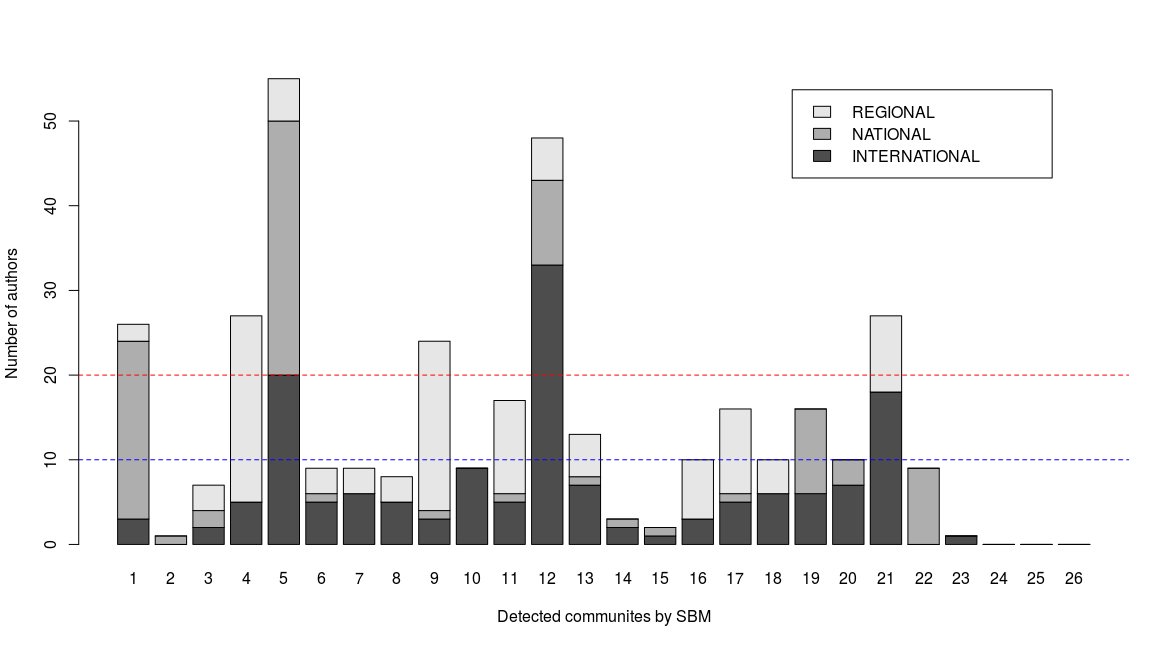 REGIONAL
NATIONAL
INTERNATIONAL
Number of authors
50
40
30
20
10
0
1 2 3 4 5 6 7 8 9 10 11 12 13 14 15 16 17 18 19 20 21 22 23 24 25 26
Detected communites by SBM